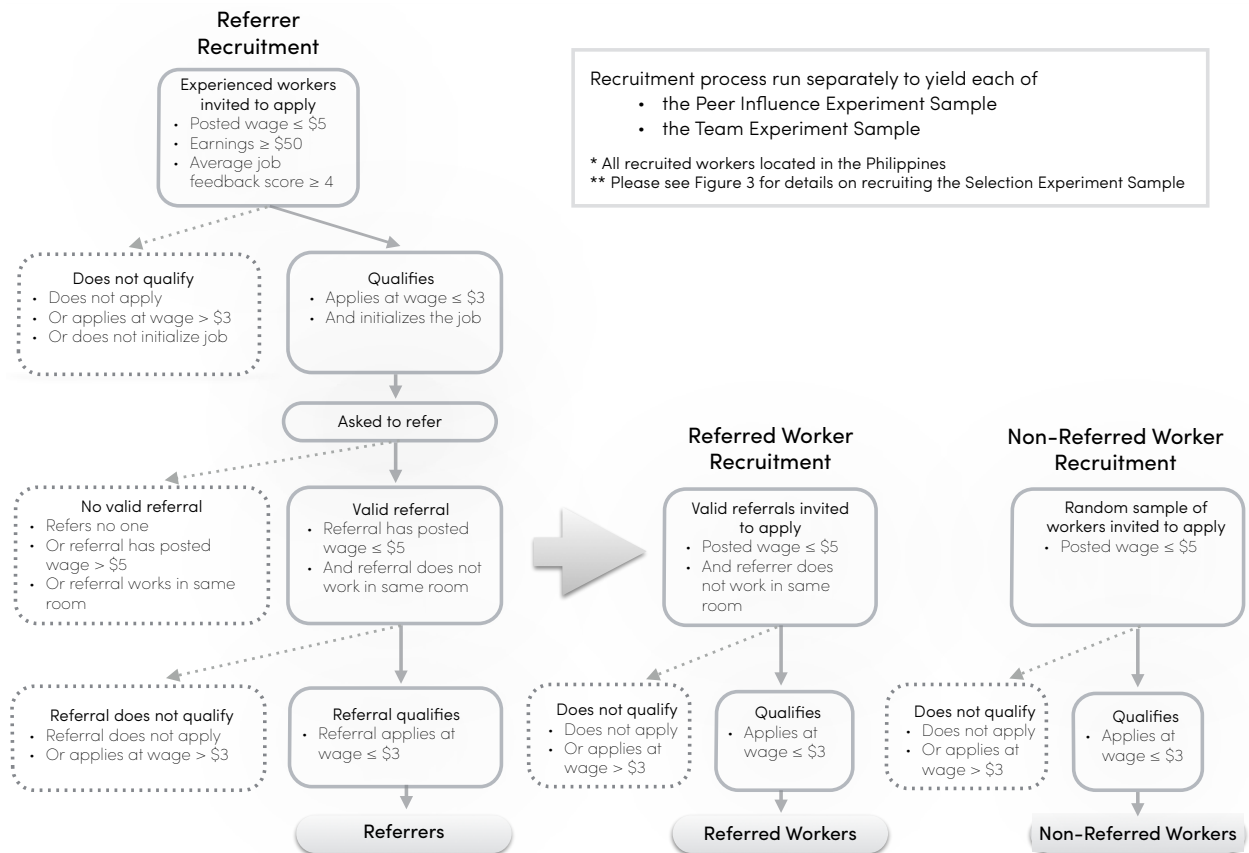 Referrer
Recruitment
Experienced workers
invited to apply
• Posted wage ≤ $5
• Earnings ≥ $50
• Average job
feedback score ≥ 4
Recruitment process run separately to yield each of
• the Peer Influence Experiment Sample
• the Team Experiment Sample
* All recruited workers located in the Philippines
** Please see Figure 3 for details on recruiting the Selection Experiment Sample
Does not qualify
• Does not apply
• Or applies at wage > $3
• Or does not initialize job
Qualifies
• Applies at wage ≤ $3
• And initializes the job
Asked to refer
No valid referral
• Refers no one
• Or referral has posted
wage > $5
• Or referral works in same
room
Valid referral
• Referral has posted
wage ≤ $5
• And referral does not
work in same room
Referral does not qualify
• Referral does not apply
• Or applies at wage > $3
Referral qualifies
• Referral applies at
wage ≤ $3
Referrers
Referred Worker
Recruitment
Valid referrals invited
to apply
• Posted wage ≤ $5
• And referrer does
not work in same
room
Does not qualify
• Does not apply
• Or applies at
wage > $3
Qualifies
• Applies at
wage ≤ $3
Referred Workers
Non-Referred Worker
Recruitment
Random sample of
workers invited to apply
• Posted wage ≤ $5
Does not qualify
• Does not apply
• Or applies at
wage > $3
Qualifies
• Applies at
wage ≤ $3
Non-Referred Workers